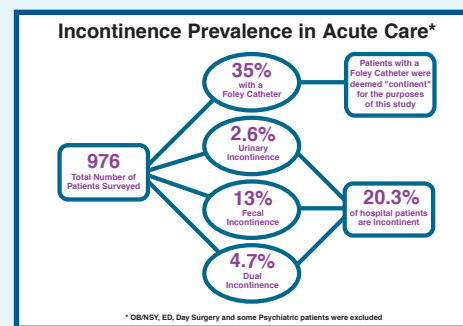 Incontinence Prevalence in Acute Care*
35%
with a
Foley Catheter
Patients with a
Foley Catheter were
deemed "continent"
for the purposes
of this study
2.6%
Urinary
Incontinence
976
Total Number of
Patients Surveyed
13%
Fecal
Incontinence
20.3%
of hospital patients
are incontinent
4.7%
Dual
Incontinence
* OB/NSY, ED, Day Surgery and some Psychiatric patients were excluded